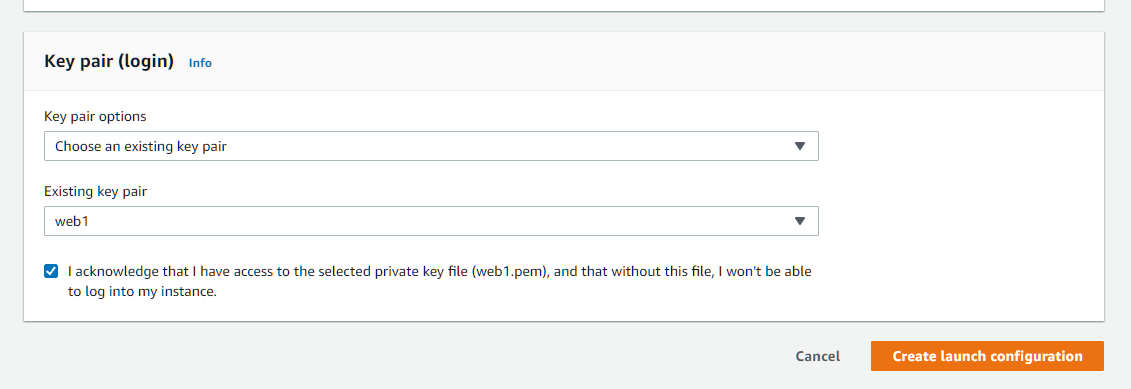 Key pair (login) Info
Key pair options
Choose an existing key pair
Existing key pair
web1
I acknowledge that I have access to the selected private key file (web1.pem), and that without this file, I won't be able
to log into my instance.
Cancel Create launch configuration